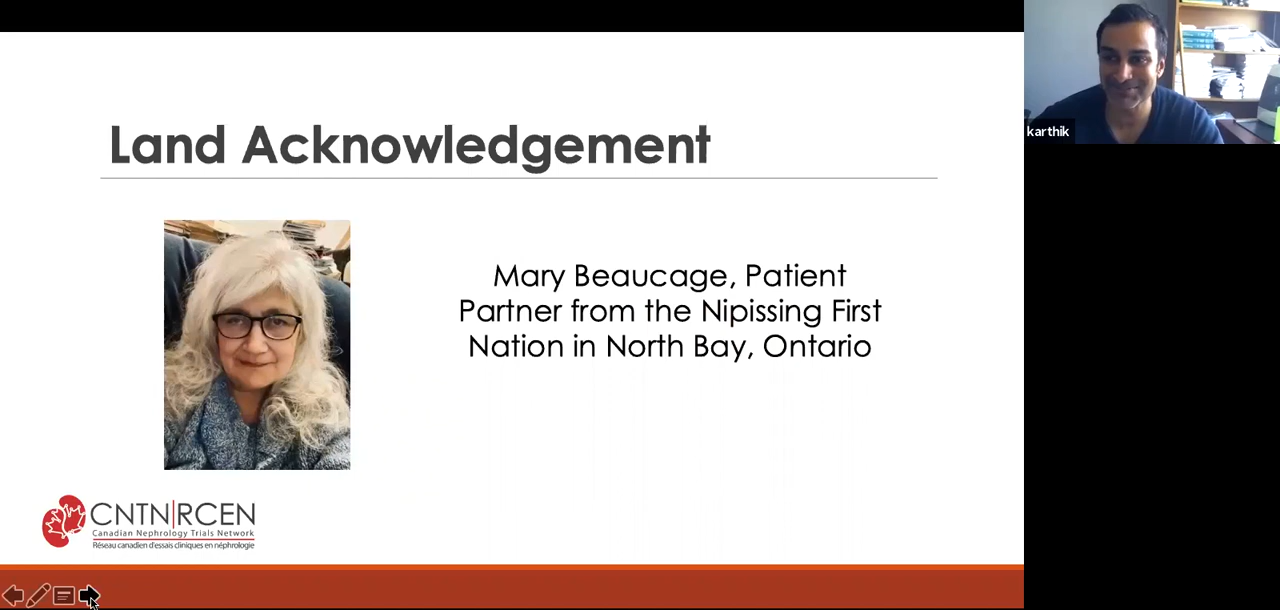 Land Acknowledgement
Mary Beaucage, Patient
Partner from the Nipissing First
Nation in North Bay, Ontario
CNTN|RCEN
Canadian Nephrology Trials Network
Réseau canadien d'essais cliniques en néphrologie
karthik